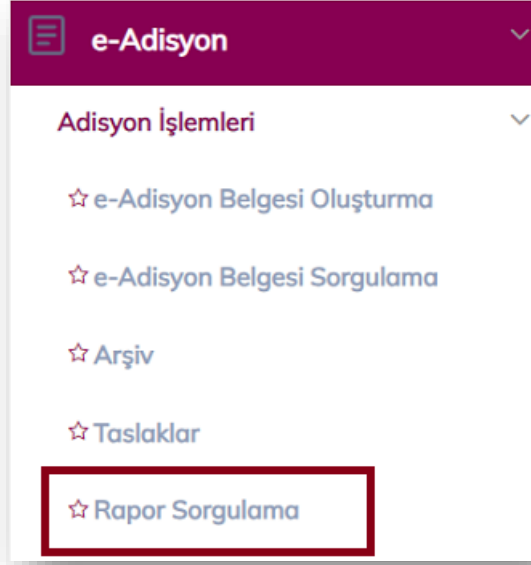 e-Adisyon
Adisyon İşlemleri
e-Adisyon Belgesi Oluşturma
e-Adisyon Belgesi Sorgulama
Arşiv
Taslaklar
Rapor Sorgulama